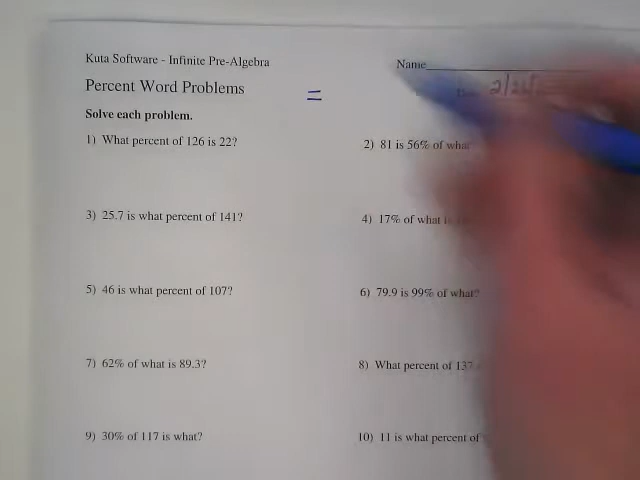 Kuta Software - Infinite Pre-Algebra
Name
Percent Word Problems
=
Solve each problem.
1) What percent of 126 is 22?
2) 81 is 56% of what
3) 25.7 is what percent of 141?
4) 17% of what
5) 46 is what percent of 107?
6) 79.9 is 99% of what?
7) 62% of what is 89.3?
8) What percent of 137
9) 30% of 117 is what?
10) 11 is what percent of